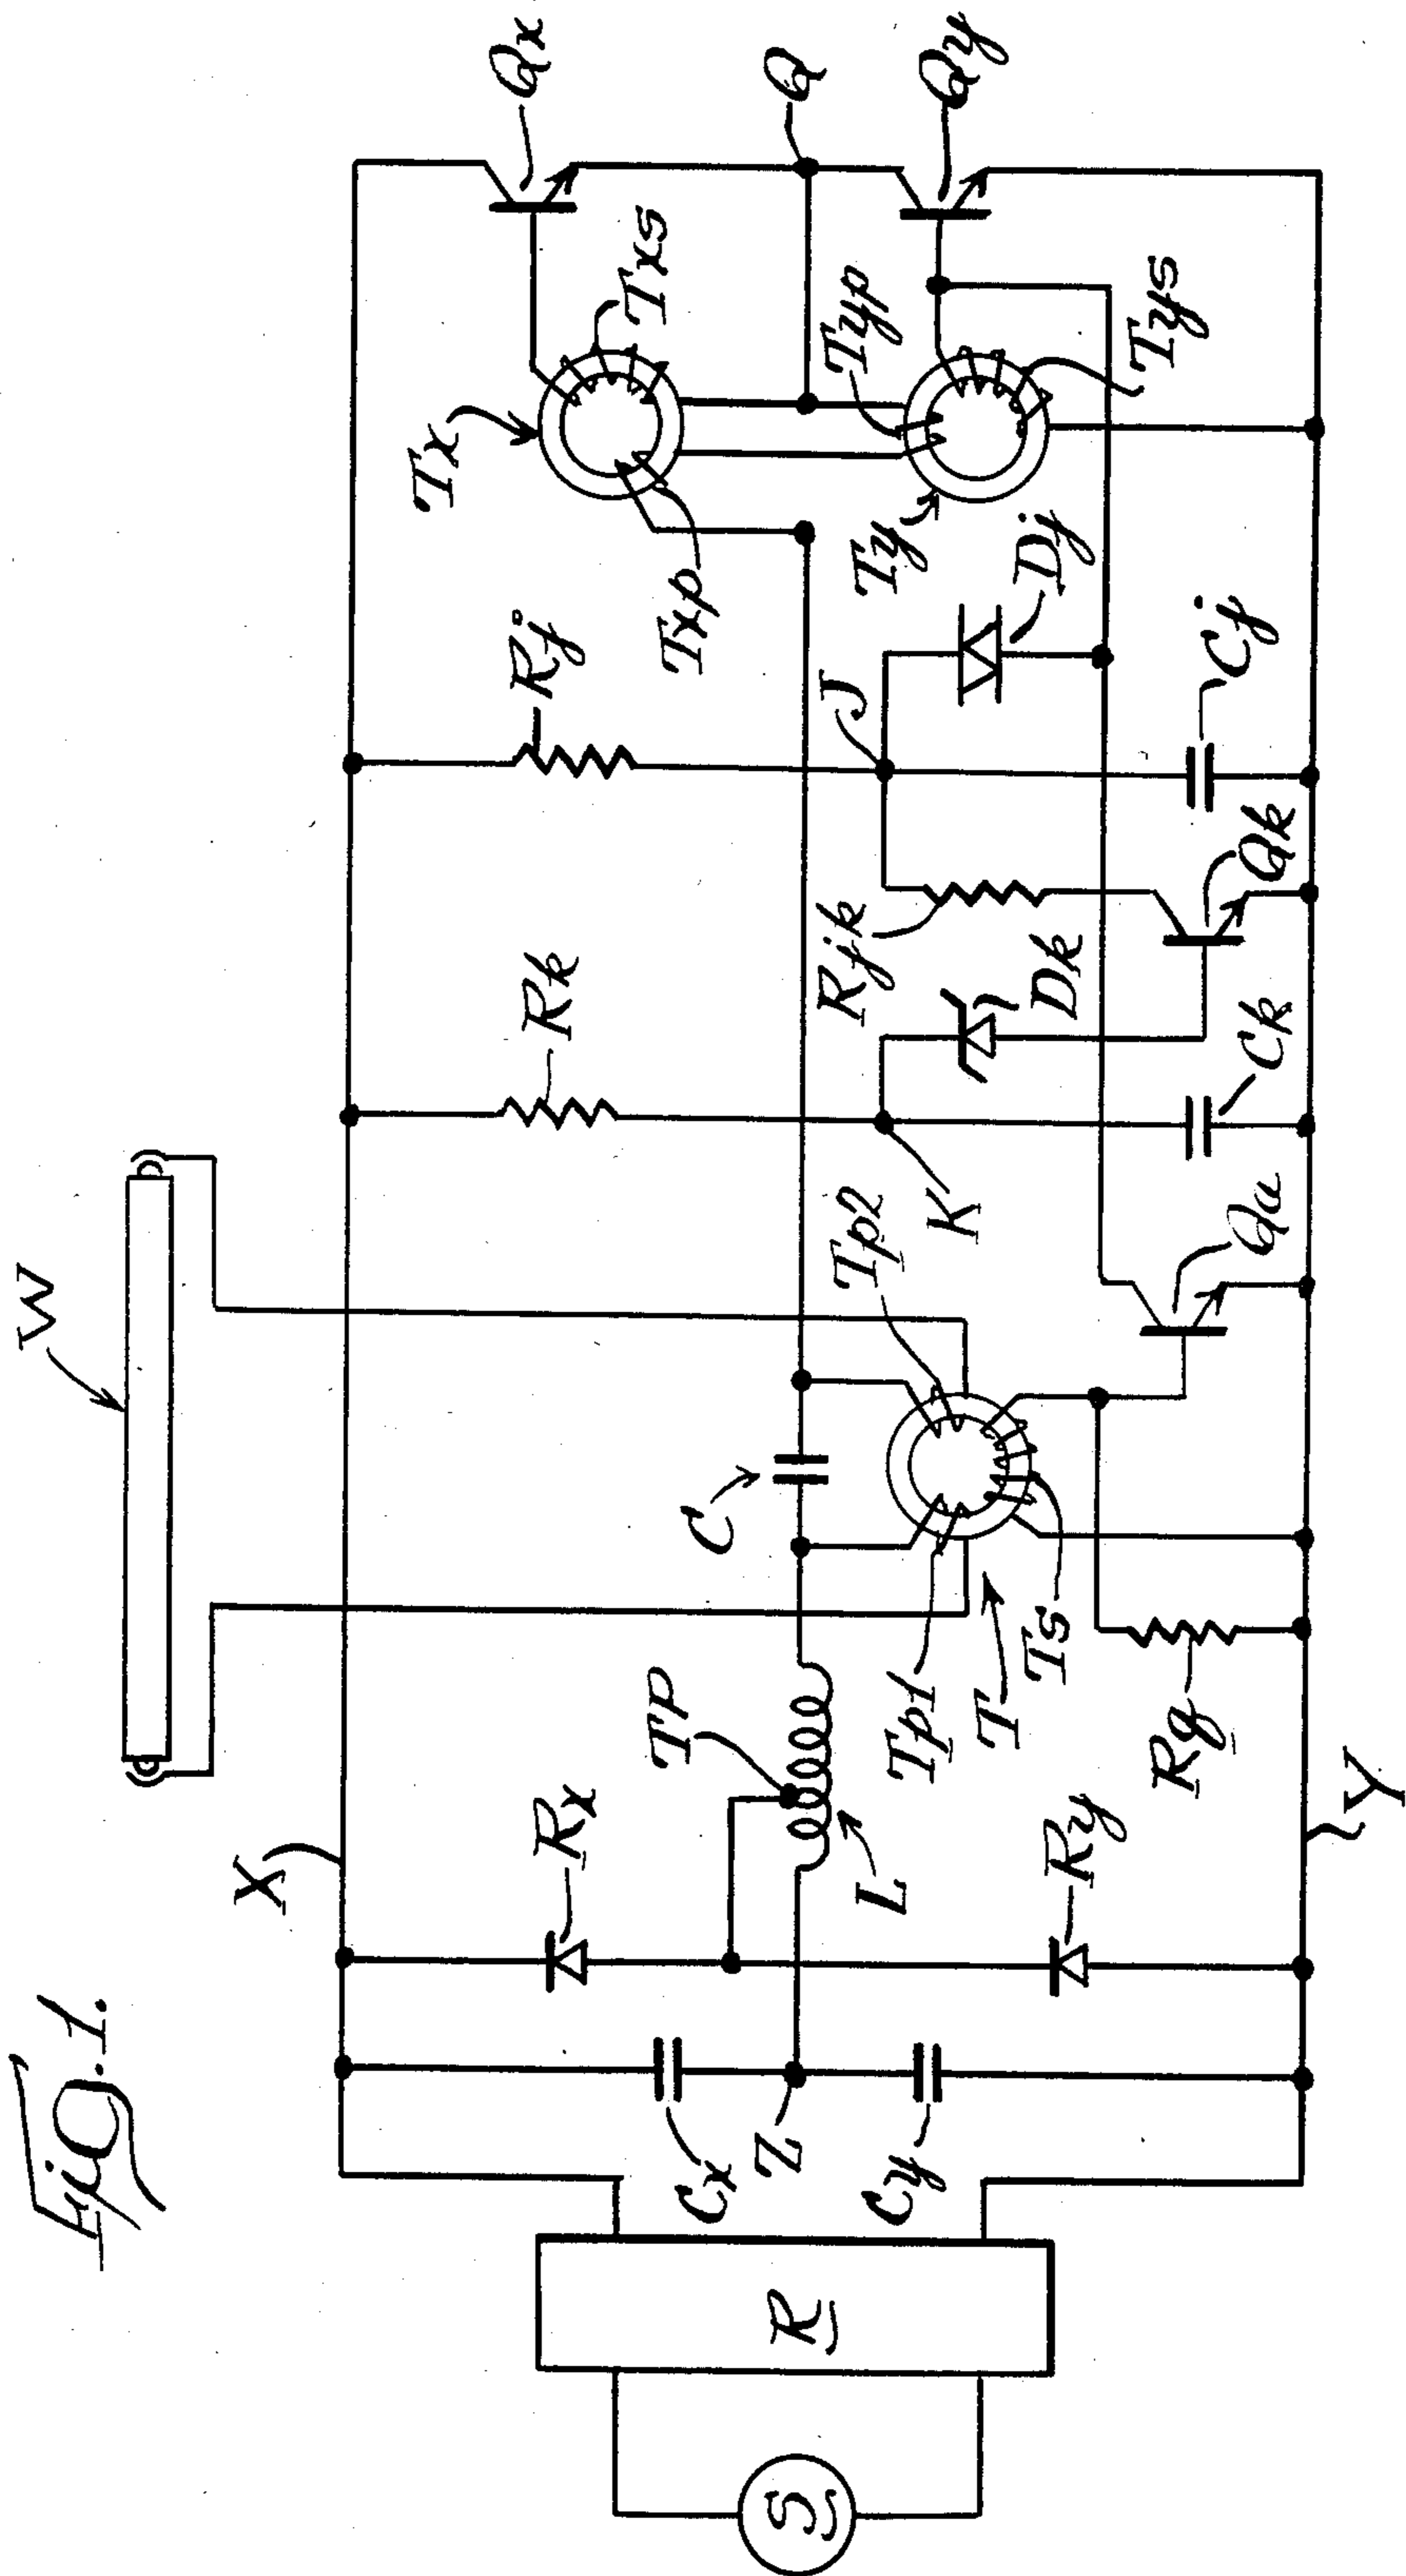 Fig. 1.
S
R
Cx
Z
Cy
X
Rx
Ry
Y
TP
L
W
C
Tp1
T
Ts
Rg
Tp2
Qa
Rk
K
Ck
Dk
Rjk
Qk
Rj
J
Cj
Dj
Tx
Txp
Txs
Ty
Typ
Tys
Qx
Q
Qy